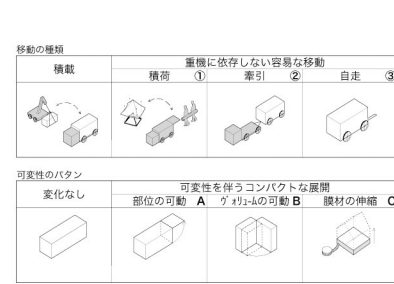 移動の種類
積載
重機に依存しない容易な移動
積荷 ① 牽引 ② 自走 ③
可変性のパタン
変化なし
可変性を伴うコンパクトな展開
部位の可動 A ヴォリュームの可動 B 膜材の伸縮 C